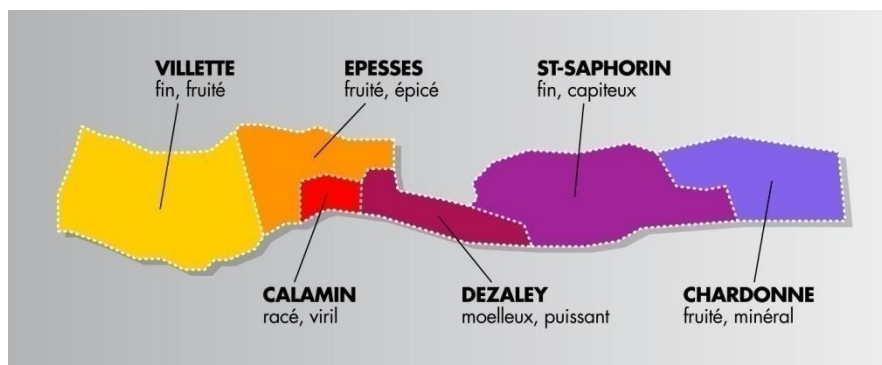 VILLETTE
fin, fruité
EPESSES
fruité, épicé
ST-SAPHORIN
fin, capiteux
CALAMIN
racé, viril
DEZALEY
moelleux, puissant
CHARDONNE
fruité, minéral